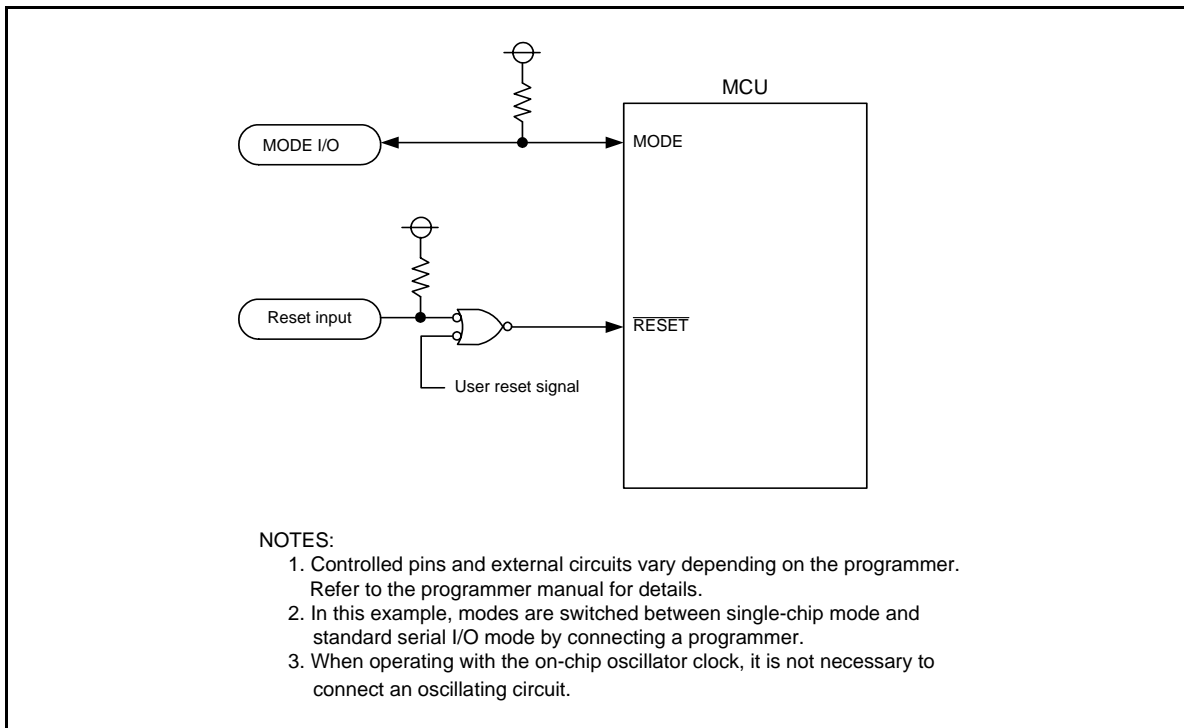 MCU
MODE I/O
MODE
Reset input
RESET
User reset signal
NOTES:
1. Controlled pins and external circuits vary depending on the programmer.
Refer to the programmer manual for details.
2. In this example, modes are switched between single-chip mode and
standard serial I/O mode by connecting a programmer.
3. When operating with the on-chip oscillator clock, it is not necessary to
connect an oscillating circuit.